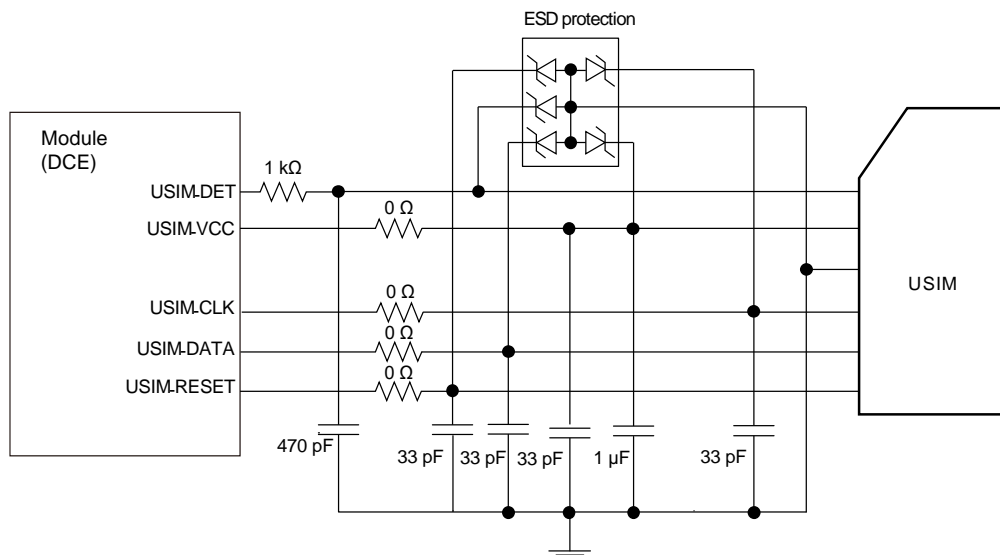 ESD protection
Module
(DCE)
1 kΩ
USIM-DET
0 Ω
USIM-VCC
0 Ω
USIM-CLK
0 Ω
USIM-DATA
0 Ω
USIM-RESET
USIM
470 pF
33 pF
33 pF
33 pF
1 µF
33 pF